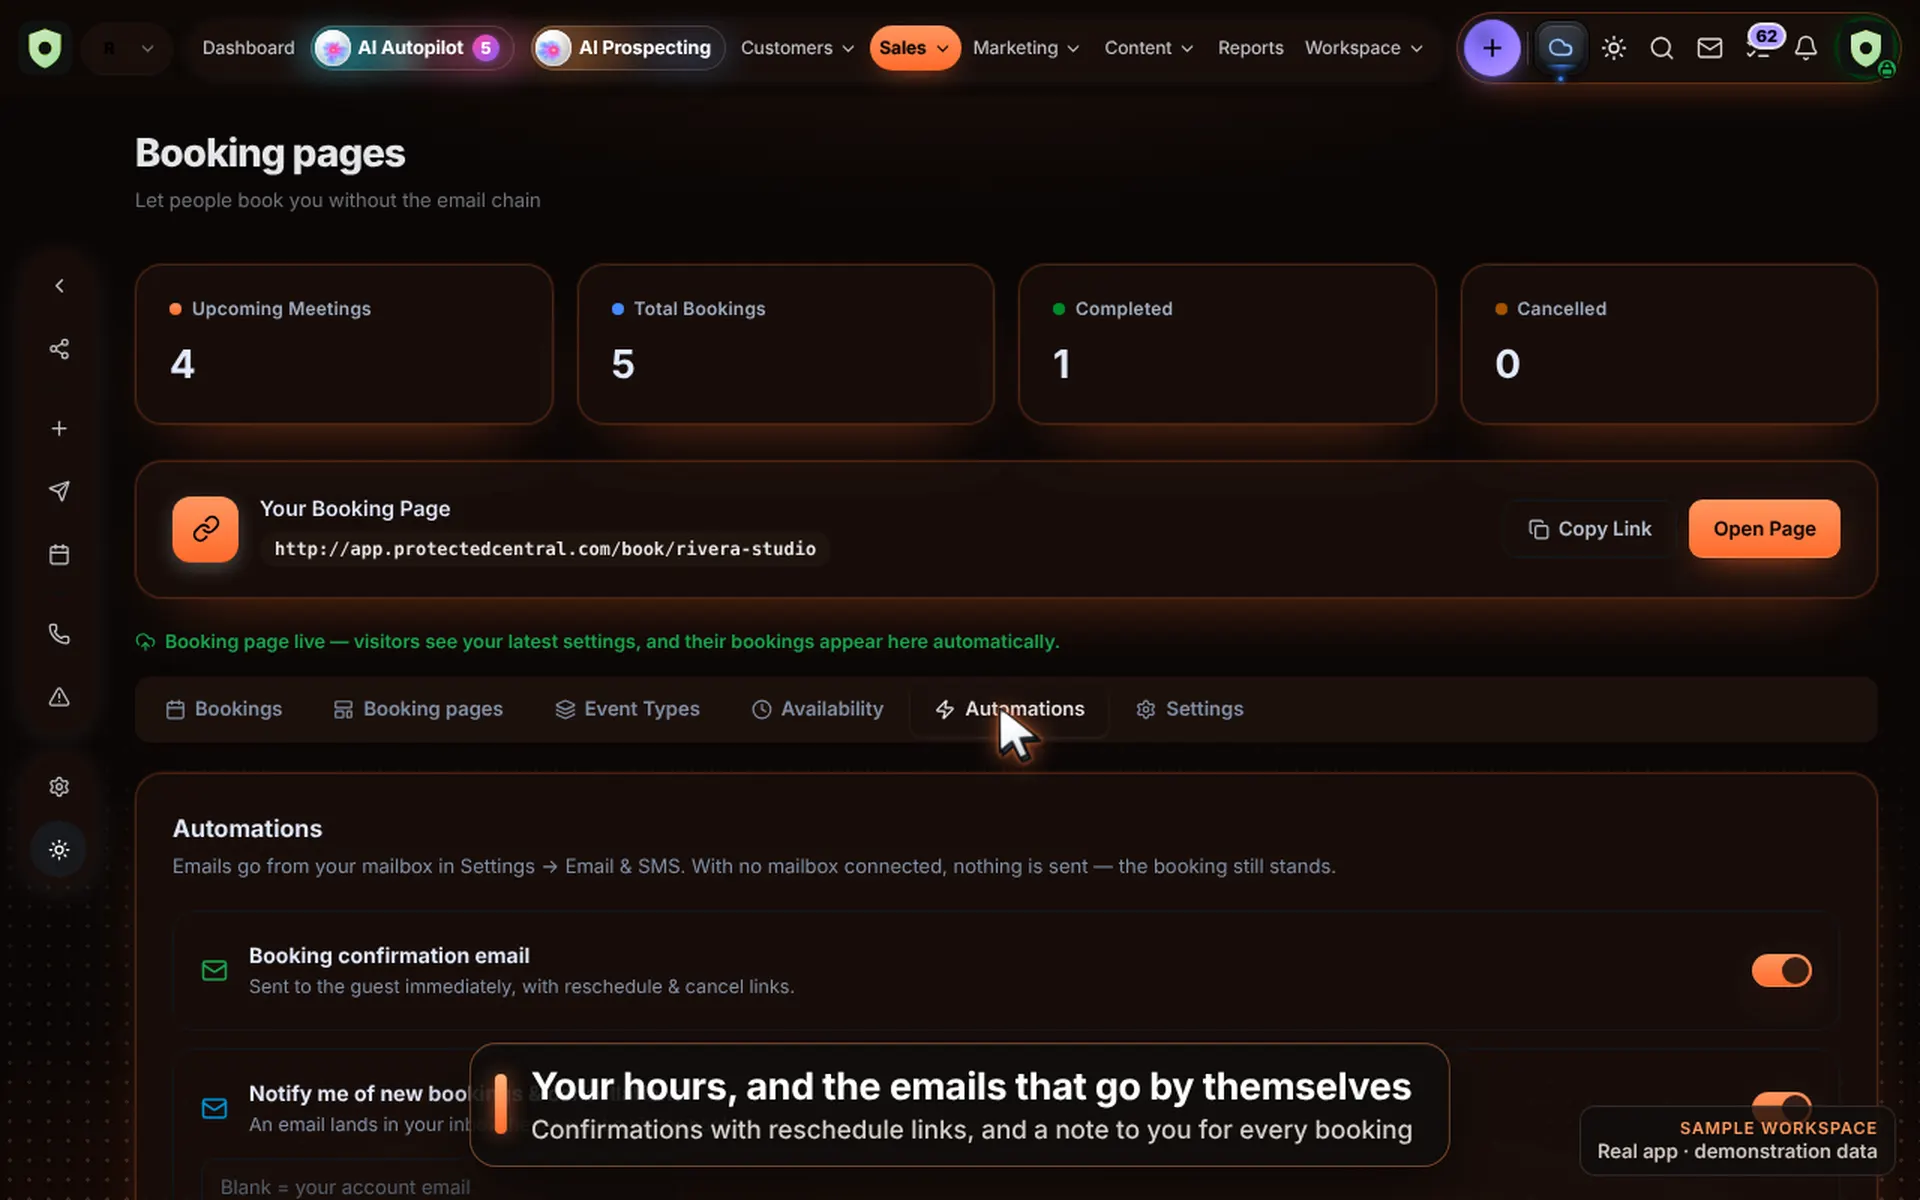 R
Dashboard
AI Autopilot 5
AI Prospecting
Customers
Sales
Marketing
Content
Reports
Workspace
62
Booking pages
Let people book you without the email chain
Upcoming Meetings
4
Total Bookings
5
Completed
1
Cancelled
0
Your Booking Page
http://app.protectedcentral.com/book/rivera-studio
Copy Link
Open Page
Booking page live — visitors see your latest settings, and their bookings appear here automatically.
Bookings
Booking pages
Event Types
Availability
Automations
Settings
Automations
Emails go from your mailbox in Settings → Email & SMS. With no mailbox connected, nothing is sent — the booking still stands.
Booking confirmation email
Sent to the guest immediately, with reschedule & cancel links.
Notify me of new bookings &
An email lands in your
Blank = your account email
Your hours, and the emails that go by themselves
Confirmations with reschedule links, and a note to you for every booking
SAMPLE WORKSPACE
Real app · demonstration data